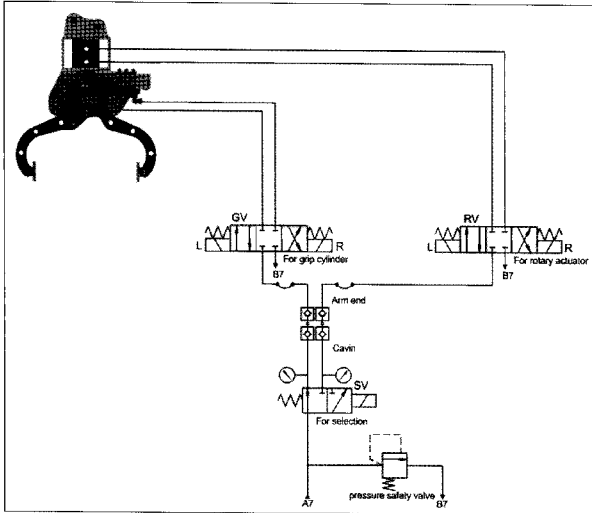 GV
RV
L
R
L
R
For grip cylinder
For rotary actuator
B7
B7
Arm end
Cavin
SV
For selection
pressure safety valve
A7
B7